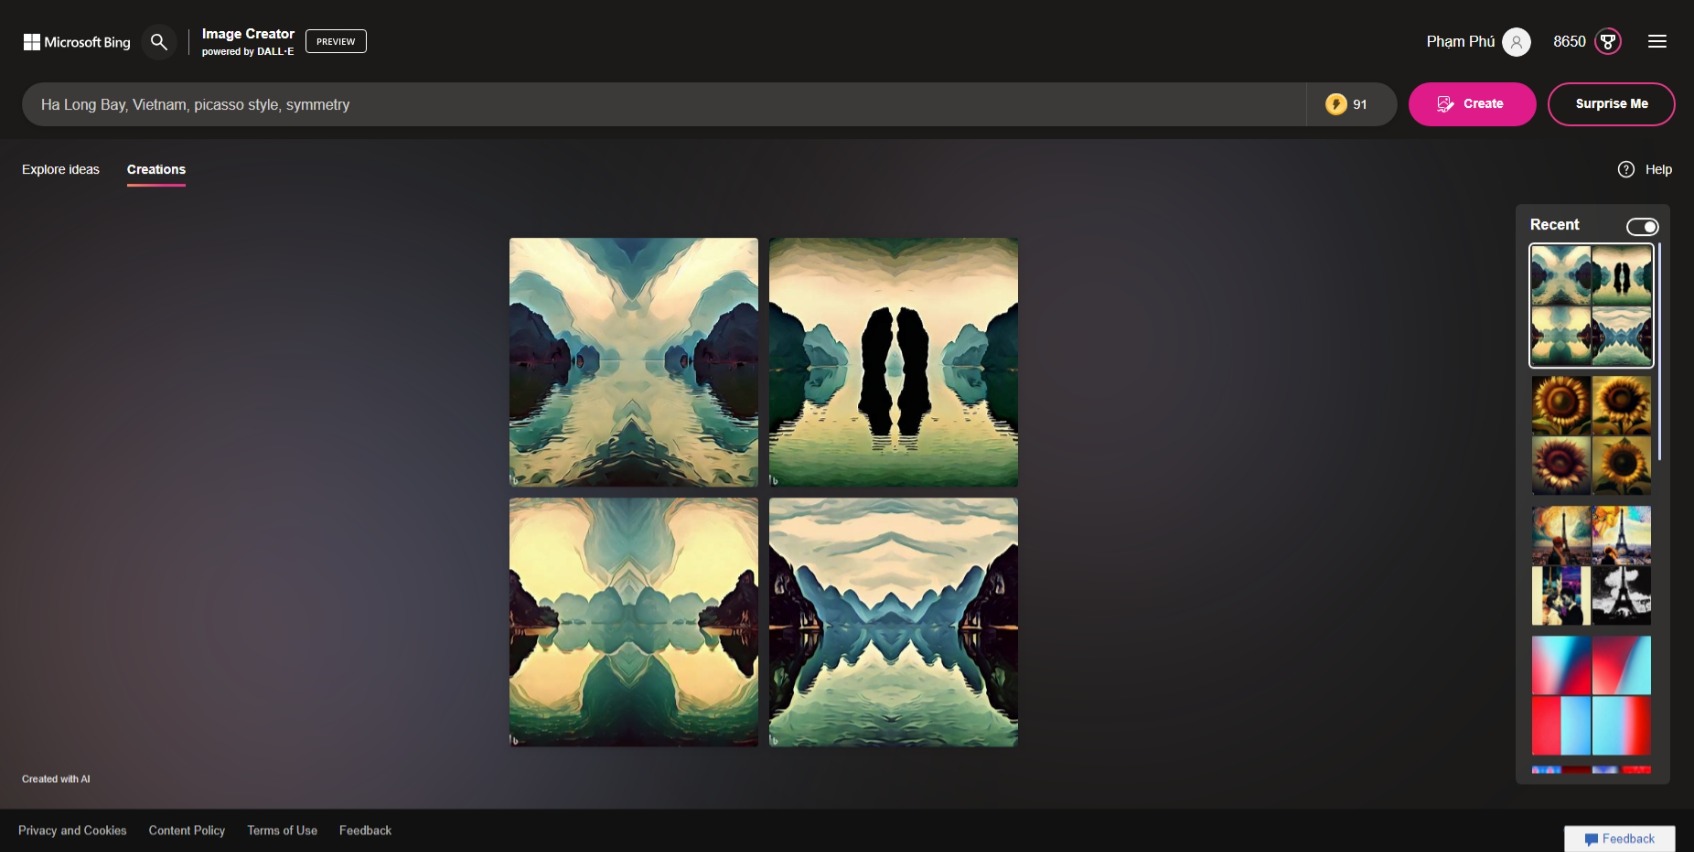 Microsoft Bing
Image Creator
powered by DALL·E
PREVIEW
Phạm Phú
8650
Ha Long Bay, Vietnam, picasso style, symmetry
91
Create
Surprise Me
Explore ideas
Creations
Help
Recent
Created with AI
Privacy and Cookies
Content Policy
Terms of Use
Feedback
Feedback